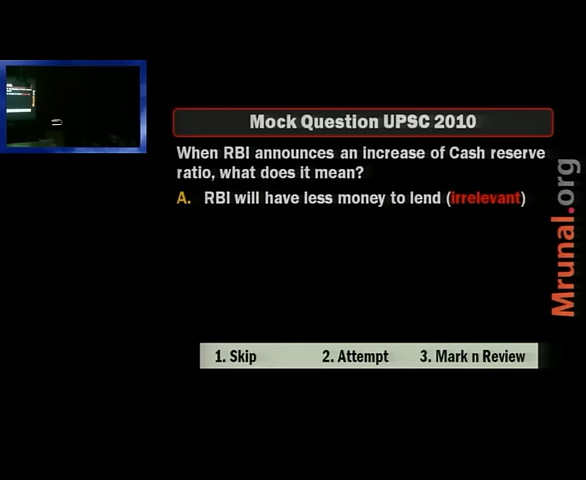 Mock Question UPSC 2010
When RBI announces an increase of Cash reserve
ratio, what does it mean?
A. RBI will have less money to lend (irrelevant)
Mrunal.org
1. Skip 2. Attempt 3. Mark n Review